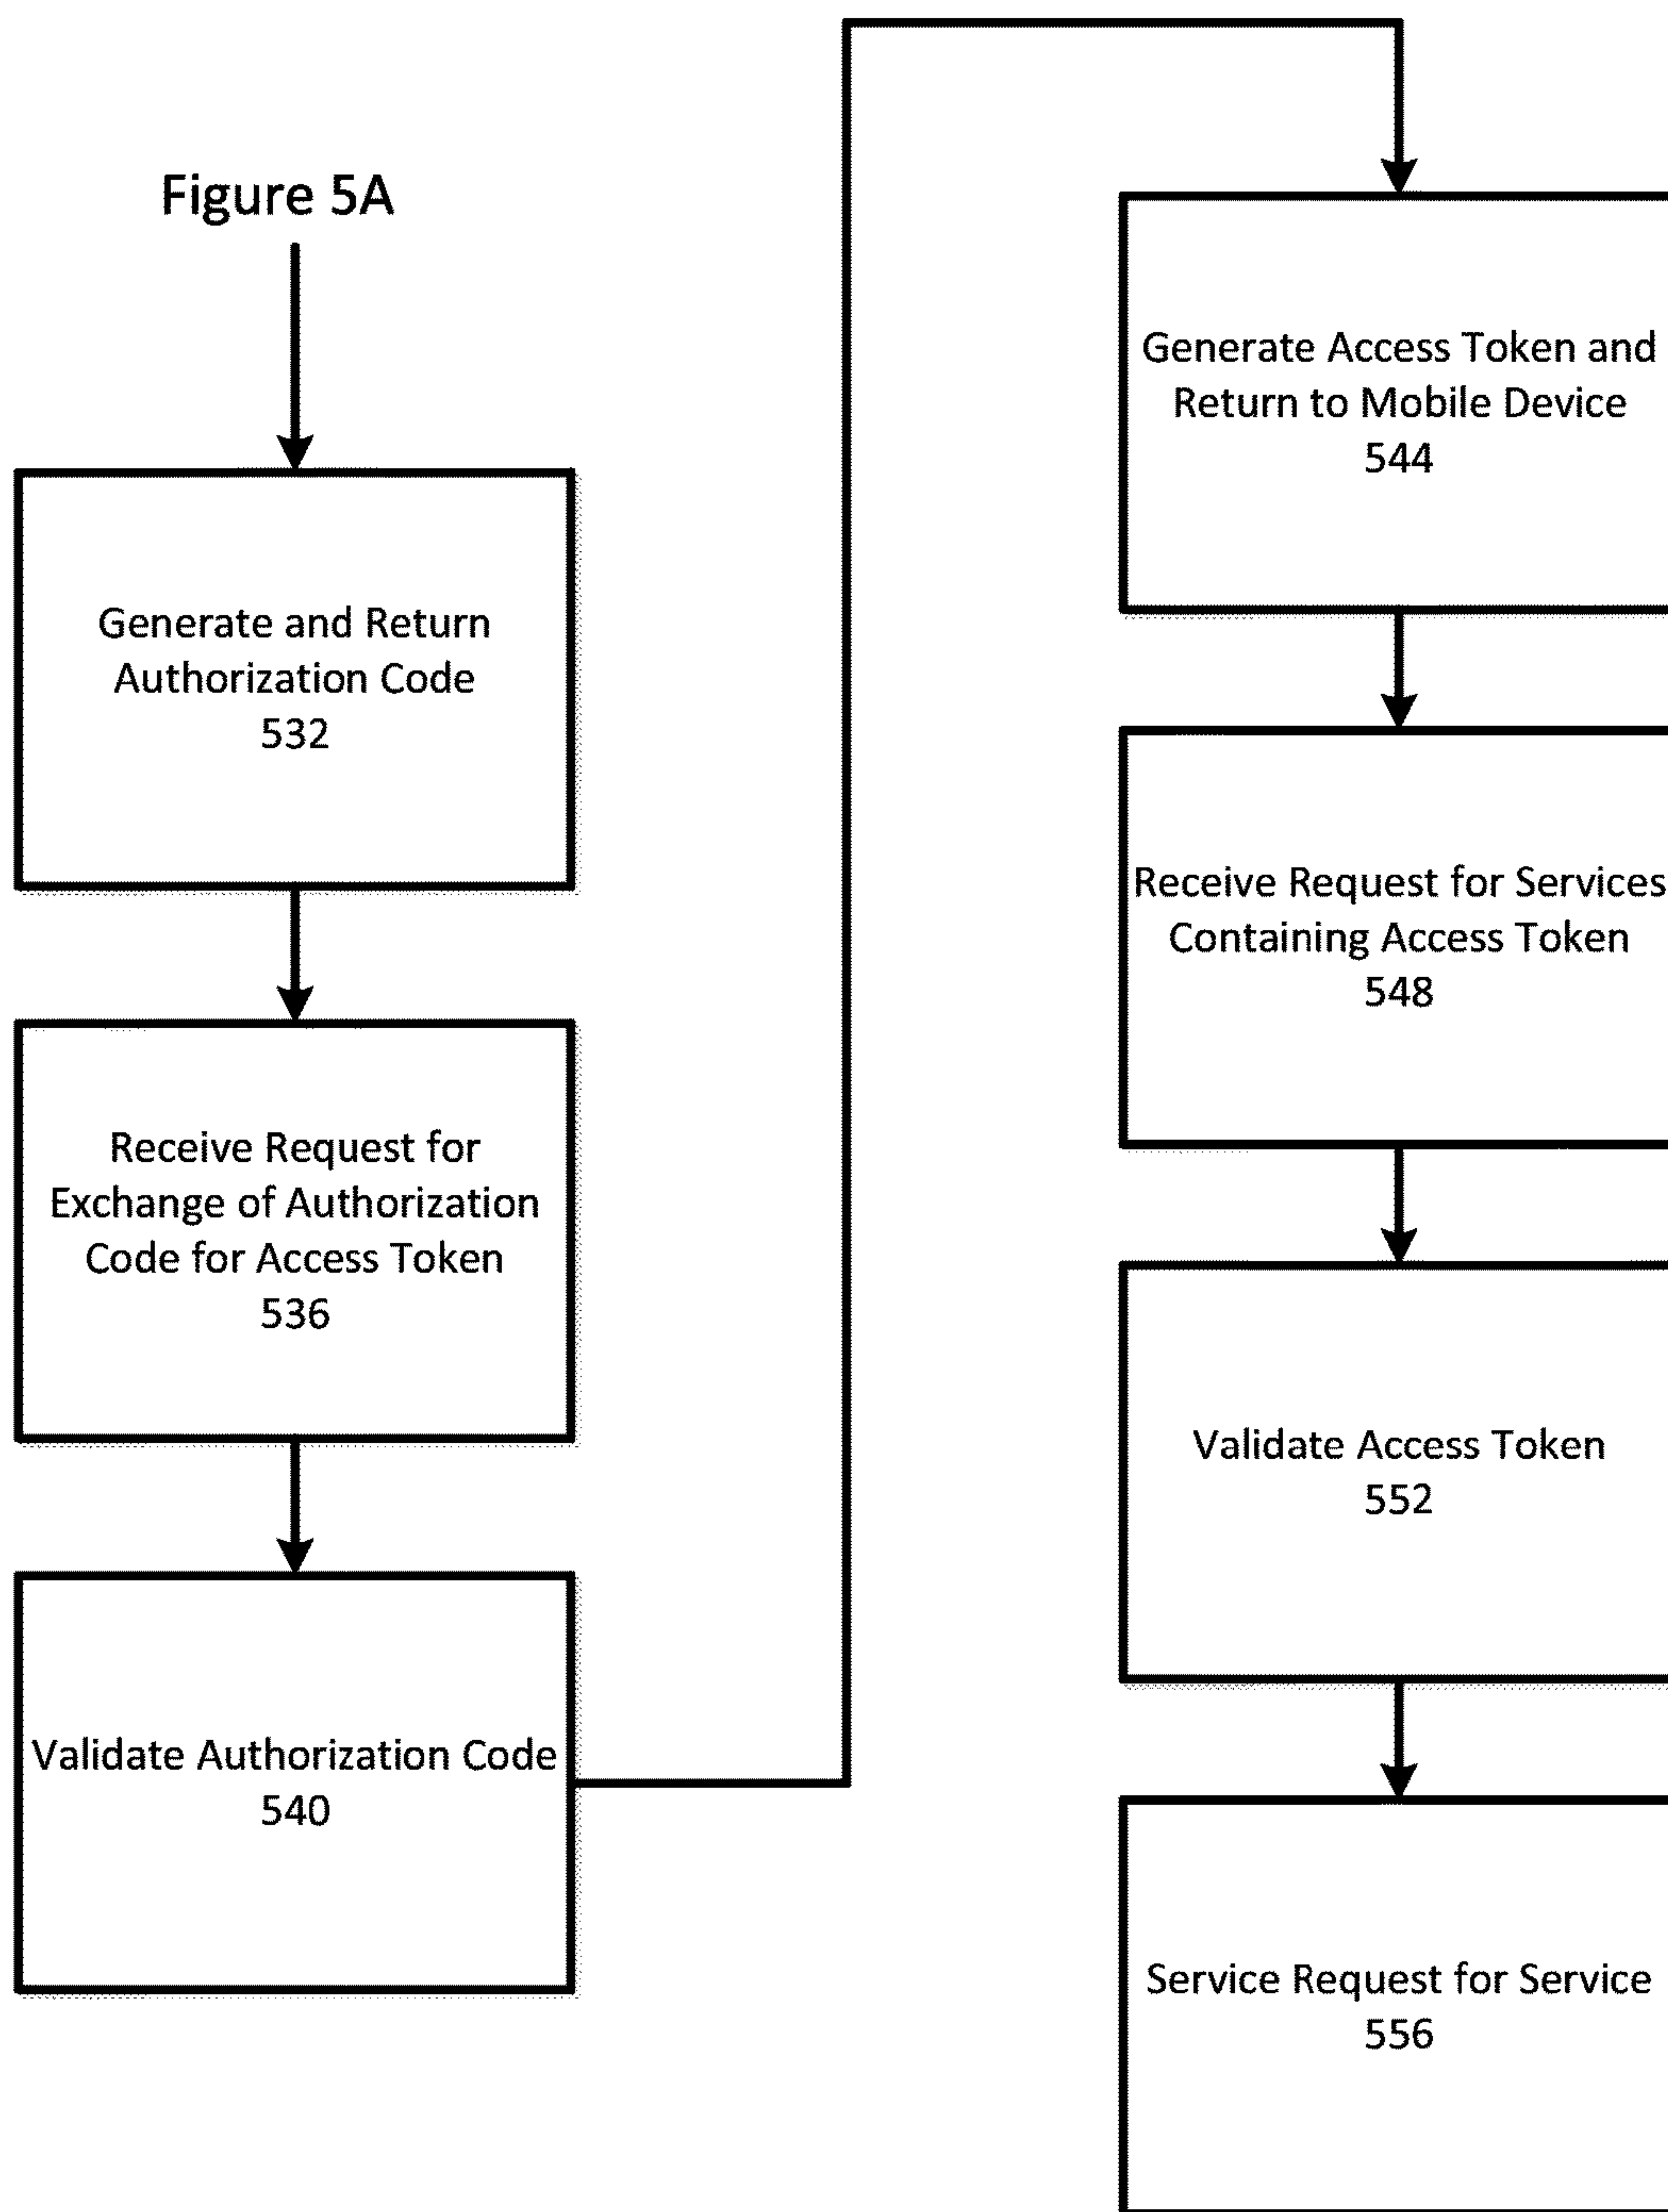 Figure 5A
Generate and Return
Authorization Code
532
Receive Request for
Exchange of Authorization
Code for Access Token
536
Validate Authorization Code
540
Generate Access Token and
Return to Mobile Device
544
Receive Request for Services
Containing Access Token
548
Validate Access Token
552
Service Request for Service
556